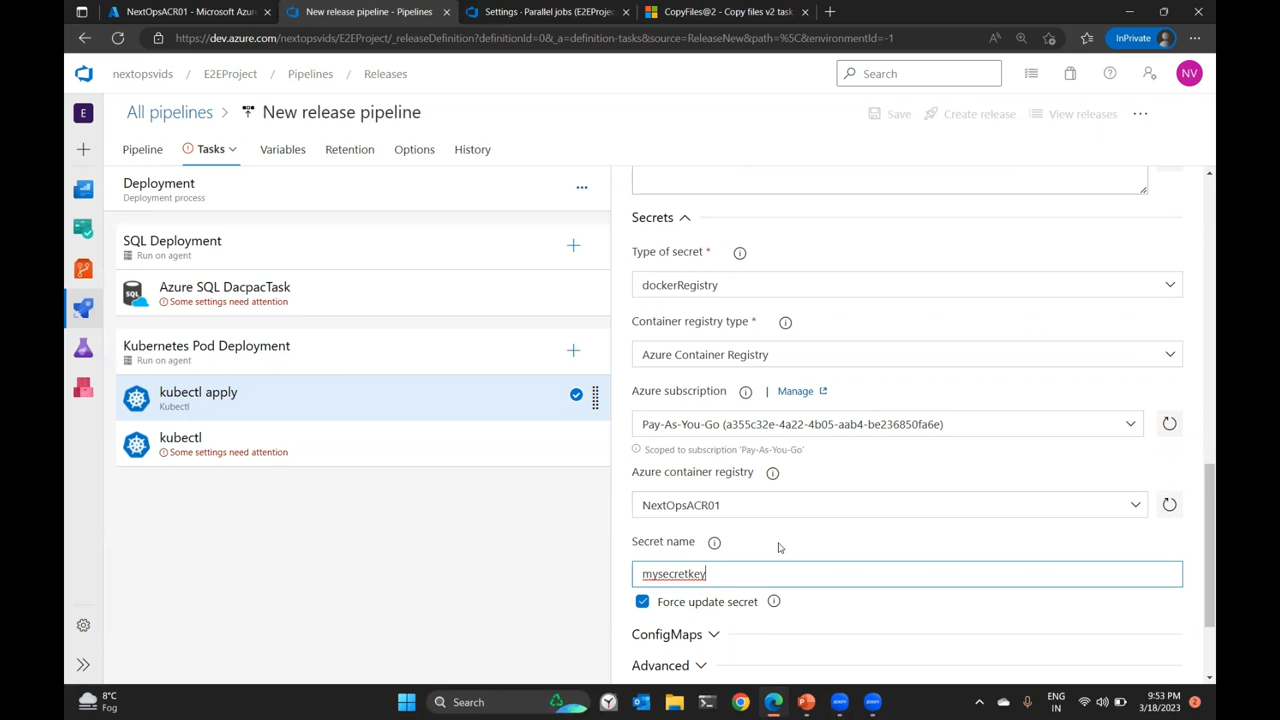 NextOpsACR01 - Microsoft Azur
New release pipeline - Pipelines
Settings · Parallel jobs (E2EProjec
CopyFiles@2 - Copy files v2 task
https://dev.azure.com/nextopsvids/E2EProject/_releaseDefinition?definitionId=0&_a=definition-tasks&source=ReleaseNew&path=%5C&environmentId=-1
InPrivate
nextopsvids / E2EProject / Pipelines / Releases
Search
NV
E
All pipelines > New release pipeline
Save
Create release
View releases
Pipeline
Tasks
Variables
Retention
Options
History
Deployment
Deployment process
SQL Deployment
Run on agent
SQL
Azure SQL DacpacTask
Some settings need attention
Kubernetes Pod Deployment
Run on agent
kubectl apply
Kubectl
kubectl
Some settings need attention
Secrets
Type of secret *
dockerRegistry
Container registry type *
Azure Container Registry
Azure subscription | Manage
Pay-As-You-Go (a355c32e-4a22-4b05-aab4-be236850fa6e)
Scoped to subscription 'Pay-As-You-Go'
Azure container registry
NextOpsACR01
Secret name
mysecretkey
Force update secret
ConfigMaps
Advanced
8°C
Fog
Search
zoom
zoom
ENG
IN
9:53 PM
3/18/2023
2